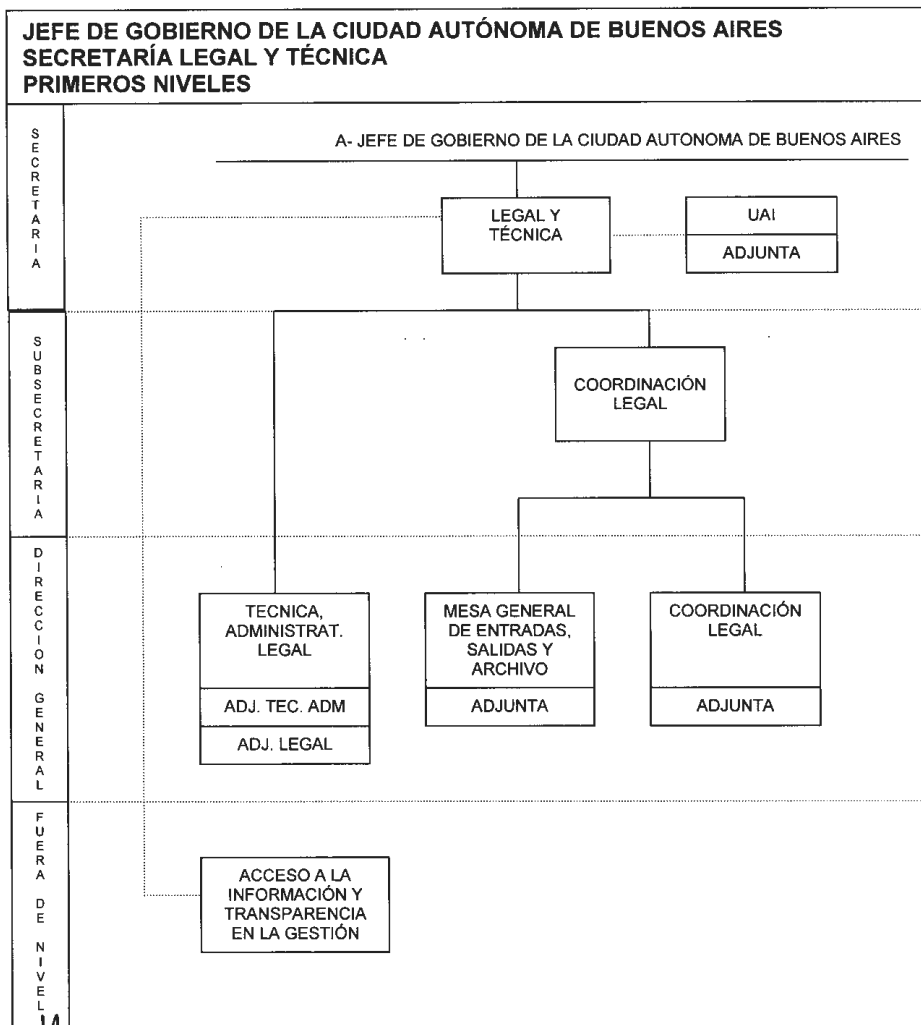 JEFE DE GOBIERNO DE LA CIUDAD AUTÓNOMA DE BUENOS AIRES
SECRETARÍA LEGAL Y TÉCNICA
PRIMEROS NIVELES
SECRETARIA
A- JEFE DE GOBIERNO DE LA CIUDAD AUTONOMA DE BUENOS AIRES
LEGAL Y
TÉCNICA
UAI
ADJUNTA
SUBSECRETARIA
COORDINACIÓN
LEGAL
DIRECCION GENERAL
TECNICA,
ADMINISTRAT.
LEGAL
ADJ. TEC. ADM
ADJ. LEGAL
MESA GENERAL
DE ENTRADAS,
SALIDAS Y
ARCHIVO
ADJUNTA
COORDINACIÓN
LEGAL
ADJUNTA
FUERA DE NIVEL
ACCESO A LA
INFORMACIÓN Y
TRANSPARENCIA
EN LA GESTIÓN